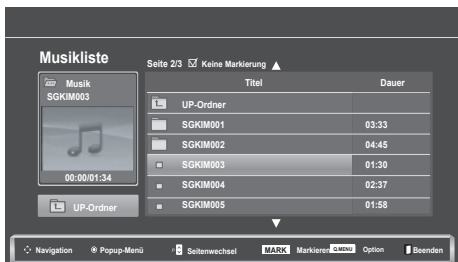 Musikliste
Seite 2/3 Keine Markierung
Musik
SGKIM003
00:00/01:34
UP-Ordner
Titel Dauer
UP-Ordner
SGKIM001 03:33
SGKIM002 04:45
SGKIM003 01:30
SGKIM004 02:37
SGKIM005 01:58
Navigation Popup-Menü Seitenwechsel MARK Markieren Q.MENU Option Beenden